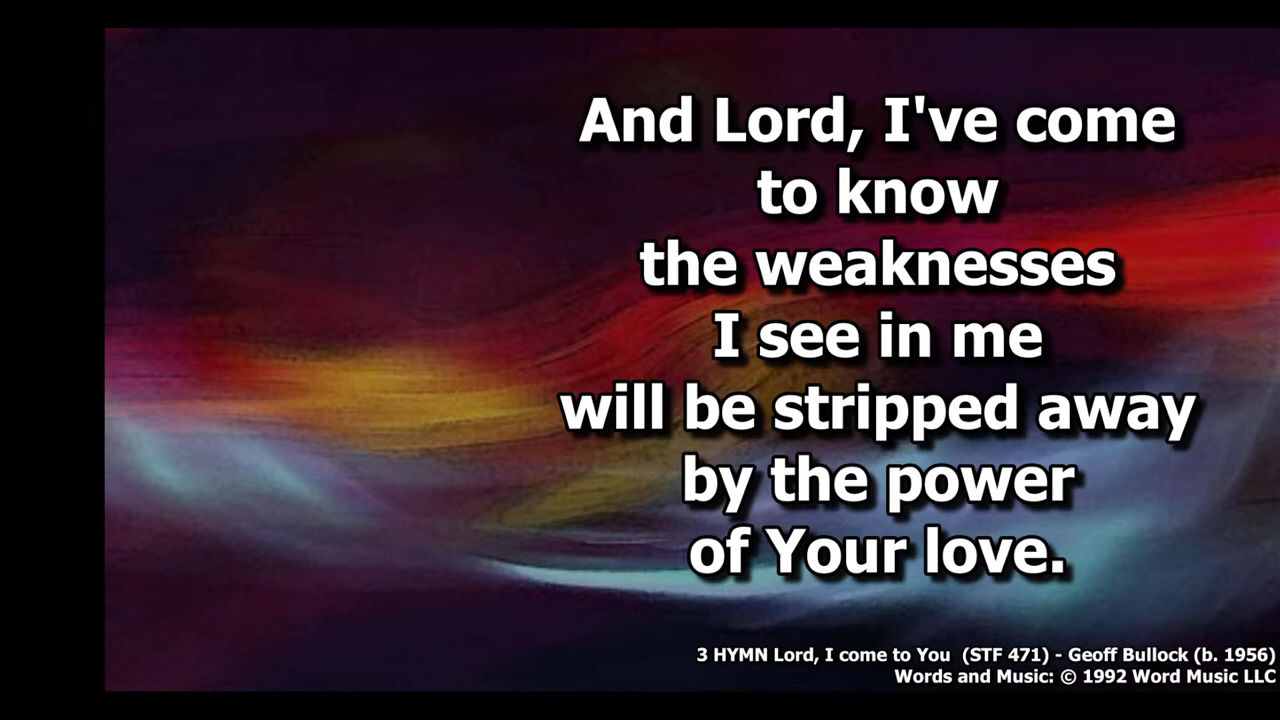 And Lord, I've come
to know
the weaknesses
I see in me
will be stripped away
by the power
of Your love.
3 HYMN Lord, I come to You  (STF 471) - Geoff Bullock (b. 1956)
Words and Music: © 1992 Word Music LLC